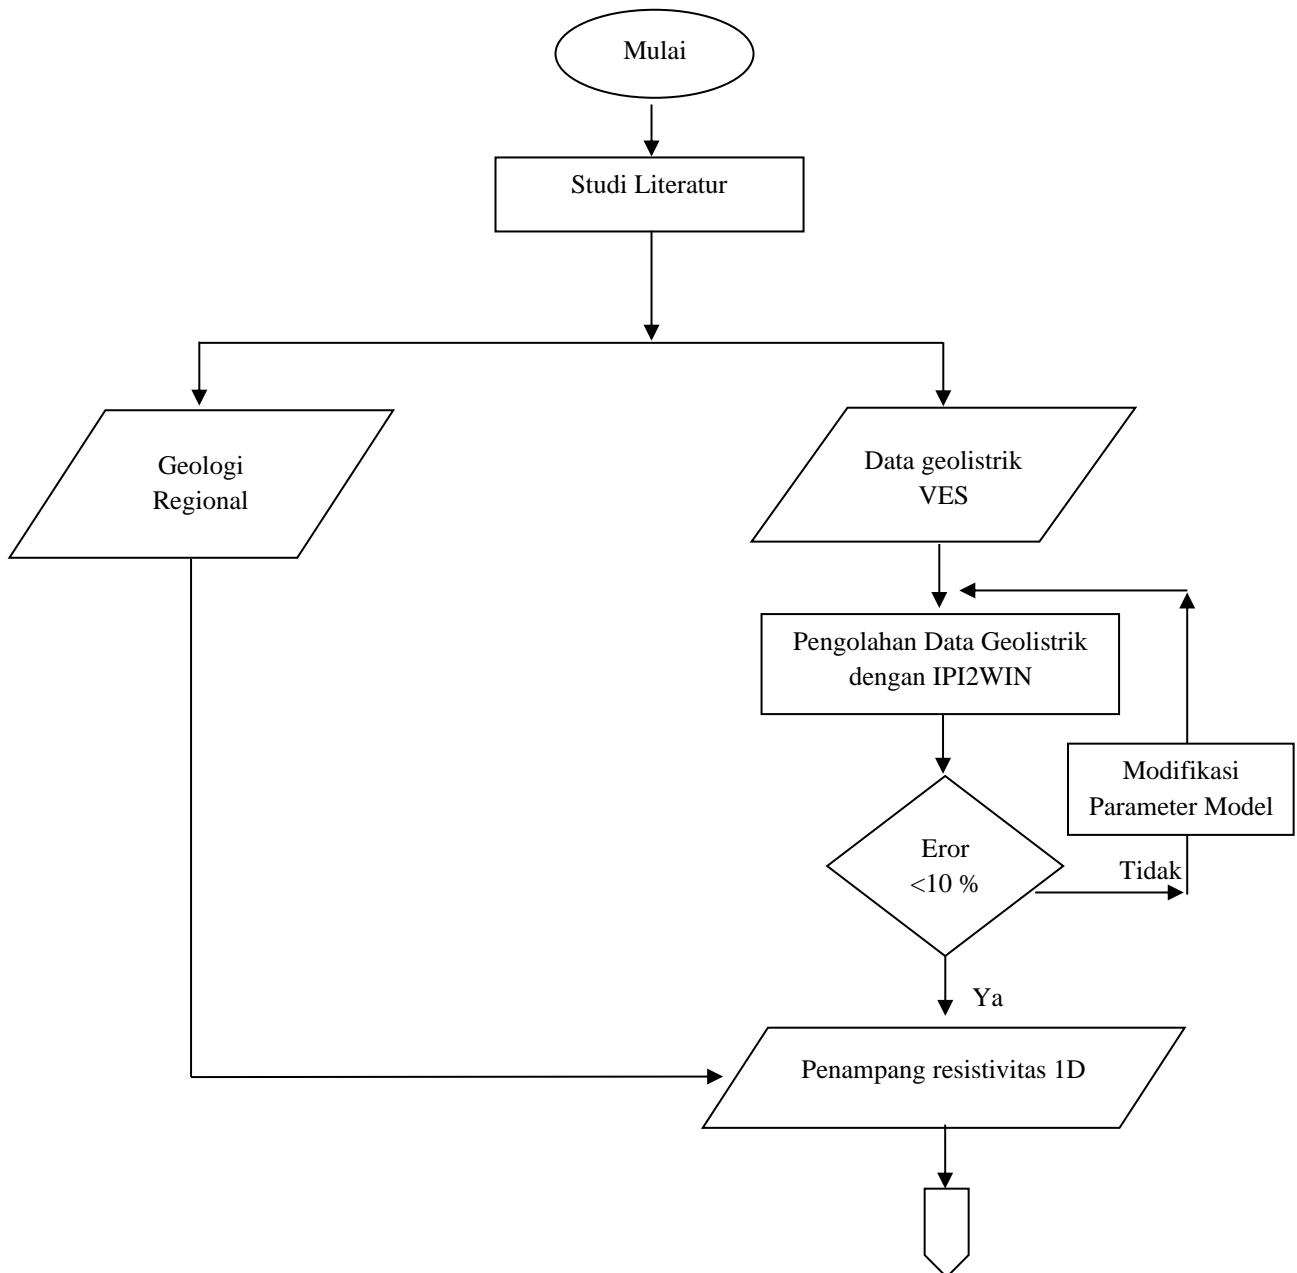 Mulai
Studi Literatur
Geologi
Regional
Data geolistrik
VES
Pengolahan Data Geolistrik
dengan IPI2WIN
Modifikasi
Parameter Model
Eror
<10 %
Tidak
Ya
Penampang resistivitas 1D